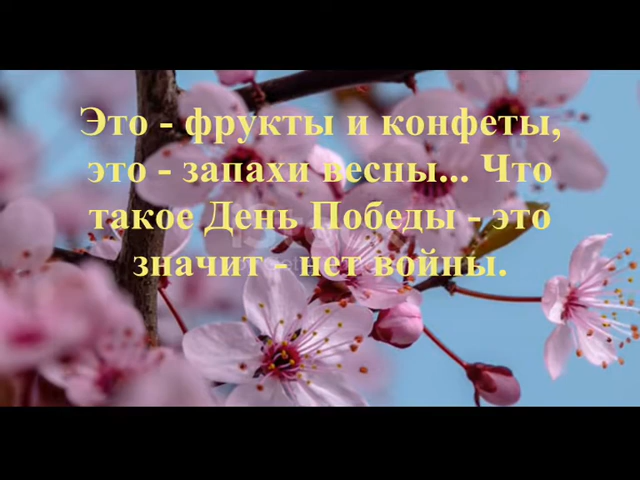 Это - фрукты и конфеты,
это - запахи весны... Что
такое День Победы - это
значит - нет войны.